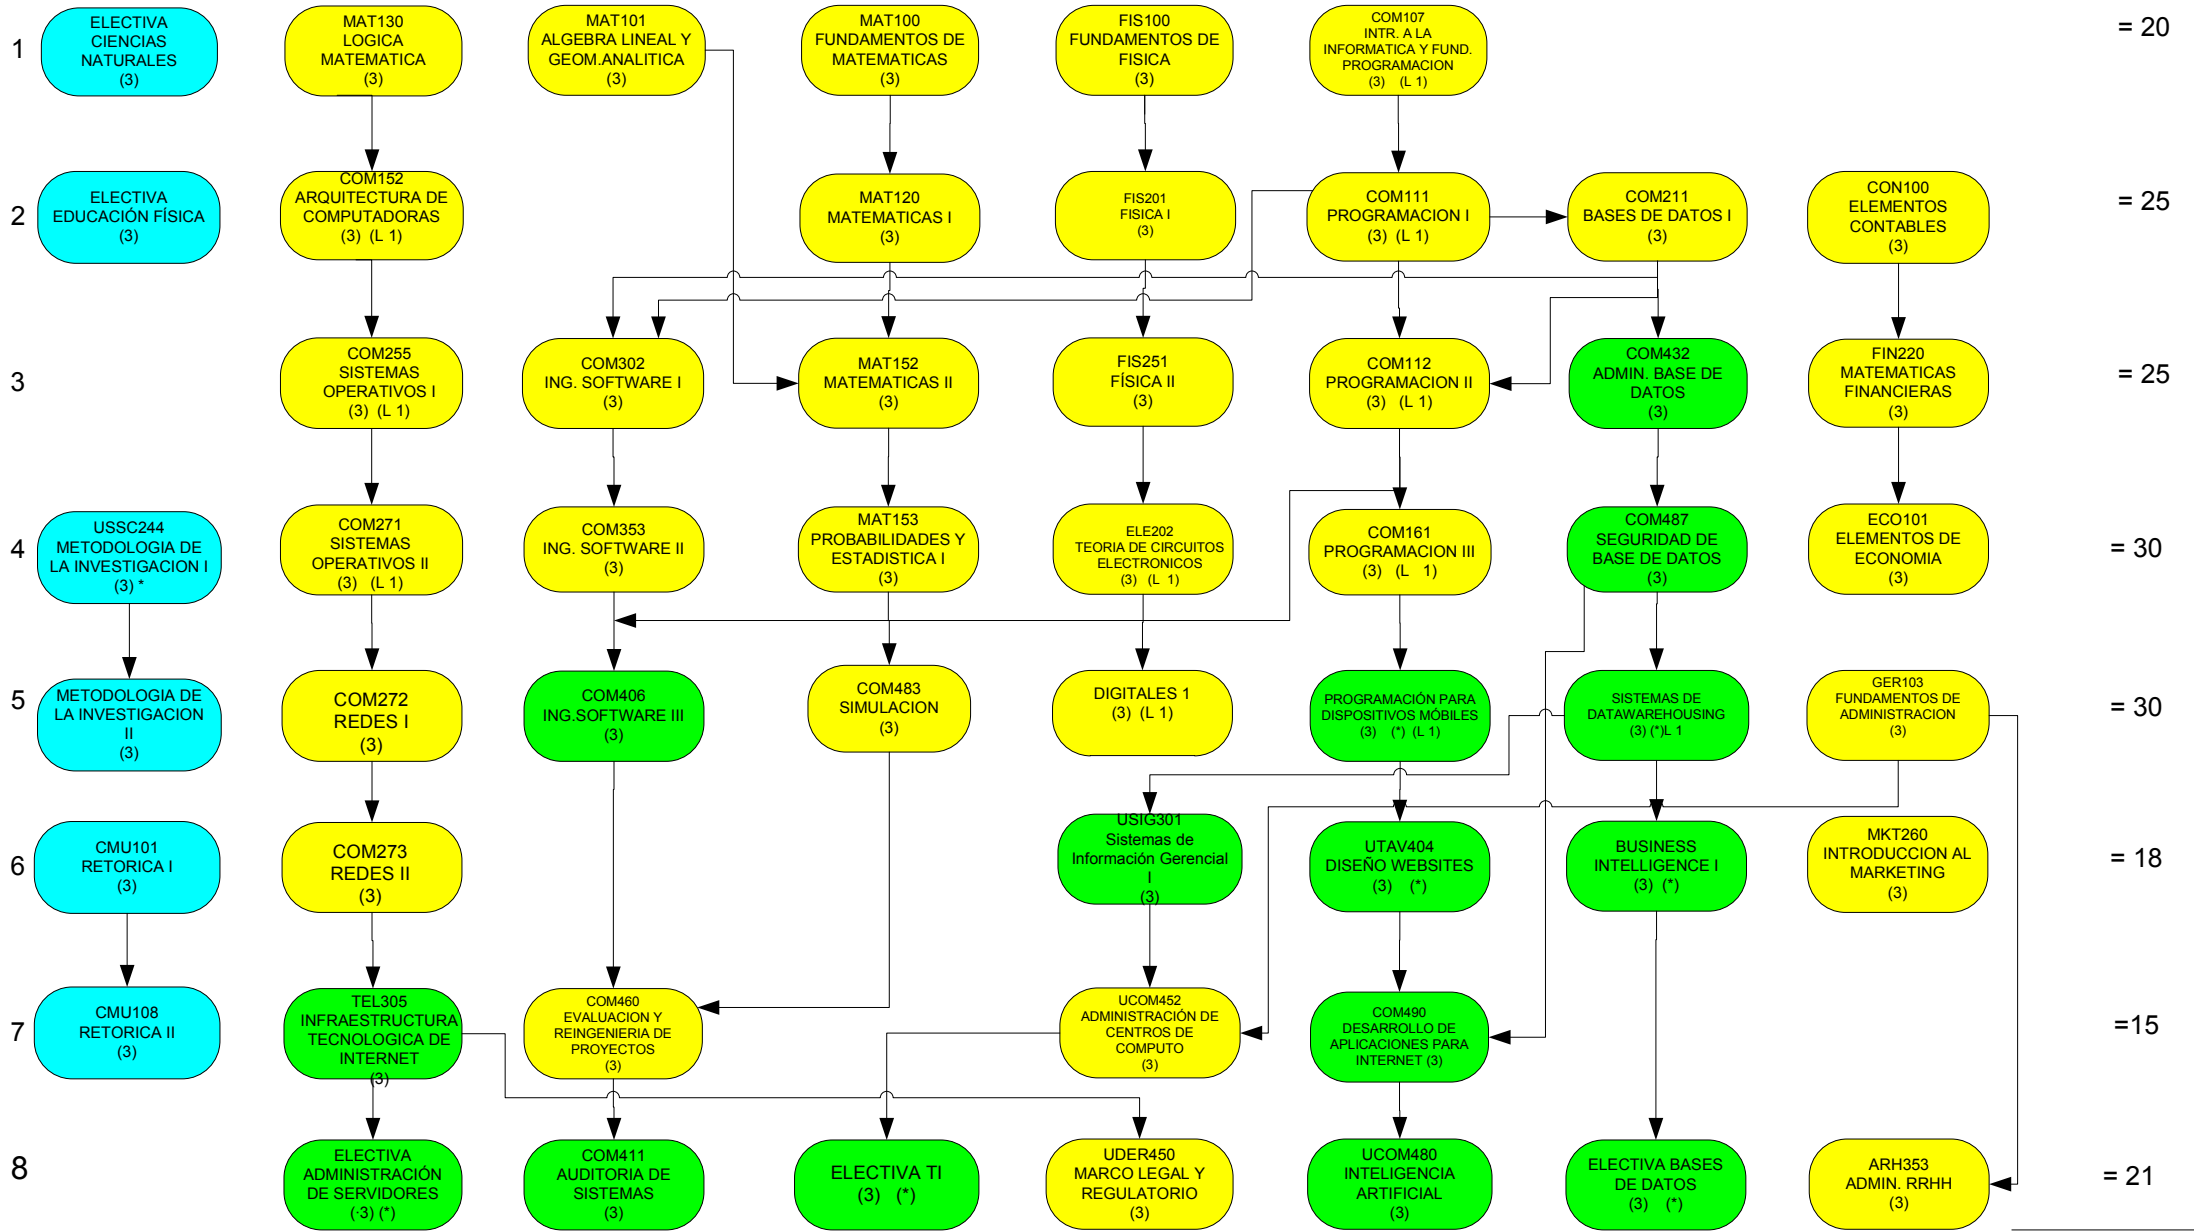 1
ELECTIVA
CIENCIAS
NATURALES
(3)
MAT130
LOGICA
MATEMATICA
(3)
MAT101
ALGEBRA LINEAL Y
GEOM.ANALITICA
(3)
MAT100
FUNDAMENTOS DE
MATEMATICAS
(3)
FIS100
FUNDAMENTOS DE
FISICA
(3)
COM107
INTR. A LA
INFORMATICA Y FUND.
PROGRAMACION
(3) (L 1)
= 20
2
ELECTIVA
EDUCACIÓN FÍSICA
(3)
COM152
ARQUITECTURA DE
COMPUTADORAS
(3) (L 1)
MAT120
MATEMATICAS I
(3)
FIS201
FISICA I
(3)
COM111
PROGRAMACION I
(3) (L 1)
COM211
BASES DE DATOS I
(3)
CON100
ELEMENTOS
CONTABLES
(3)
= 25
3
COM255
SISTEMAS
OPERATIVOS I
(3) (L 1)
COM302
ING. SOFTWARE I
(3)
MAT152
MATEMATICAS II
(3)
FIS251
FÍSICA II
(3)
COM112
PROGRAMACION II
(3) (L 1)
COM432
ADMIN. BASE DE
DATOS
(3)
FIN220
MATEMATICAS
FINANCIERAS
(3)
= 25
4
USSC244
METODOLOGIA DE
LA INVESTIGACION I
(3) *
COM271
SISTEMAS
OPERATIVOS II
(3) (L 1)
COM353
ING. SOFTWARE II
(3)
MAT153
PROBABILIDADES Y
ESTADISTICA I
(3)
ELE202
TEORIA DE CIRCUITOS
ELECTRONICOS
(3) (L 1)
COM161
PROGRAMACION III
(3) (L 1)
COM487
SEGURIDAD DE
BASE DE DATOS
(3)
ECO101
ELEMENTOS DE
ECONOMIA
(3)
= 30
5
METODOLOGIA DE
LA INVESTIGACION
II
(3)
COM272
REDES I
(3)
COM406
ING.SOFTWARE III
(3)
COM483
SIMULACION
(3)
DIGITALES 1
(3) (L 1)
PROGRAMACIÓN PARA
DISPOSITIVOS MÓBILES
(3) (*) (L 1)
SISTEMAS DE
DATAWAREHOUSING
(3) (*)L 1
GER103
FUNDAMENTOS DE
ADMINISTRACION
(3)
= 30
6
CMU101
RETORICA I
(3)
COM273
REDES II
(3)
USIG301
Sistemas de
Información Gerencial
I
(3)
UTAV404
DISEÑO WEBSITES
(3) (*)
BUSINESS
INTELLIGENCE I
(3) (*)
MKT260
INTRODUCCION AL
MARKETING
(3)
= 18
7
CMU108
RETORICA II
(3)
TEL305
INFRAESTRUCTURA
TECNOLOGICA DE
INTERNET
(3)
COM460
EVALUACION Y
REINGENIERIA DE
PROYECTOS
(3)
UCOM452
ADMINISTRACIÓN DE
CENTROS DE
COMPUTO
(3)
COM490
DESARROLLO DE
APLICACIONES PARA
INTERNET (3)
=15
8
ELECTIVA
ADMINISTRACIÓN
DE SERVIDORES
(·3) (*)
COM411
AUDITORIA DE
SISTEMAS
(3)
ELECTIVA TI
(3) (*)
UDER450
MARCO LEGAL Y
REGULATORIO
(3)
UCOM480
INTELIGENCIA
ARTIFICIAL
(3)
ELECTIVA BASES
DE DATOS
(3) (*)
ARH353
ADMIN. RRHH
(3)
= 21